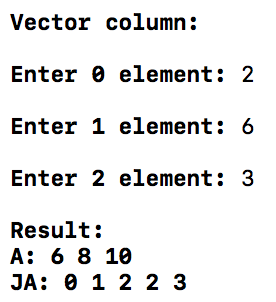 Vector column:
Enter 0 element: 2
Enter 1 element: 6
Enter 2 element: 3
Result:
A: 6 8 10
JA: 0 1 2 2 3